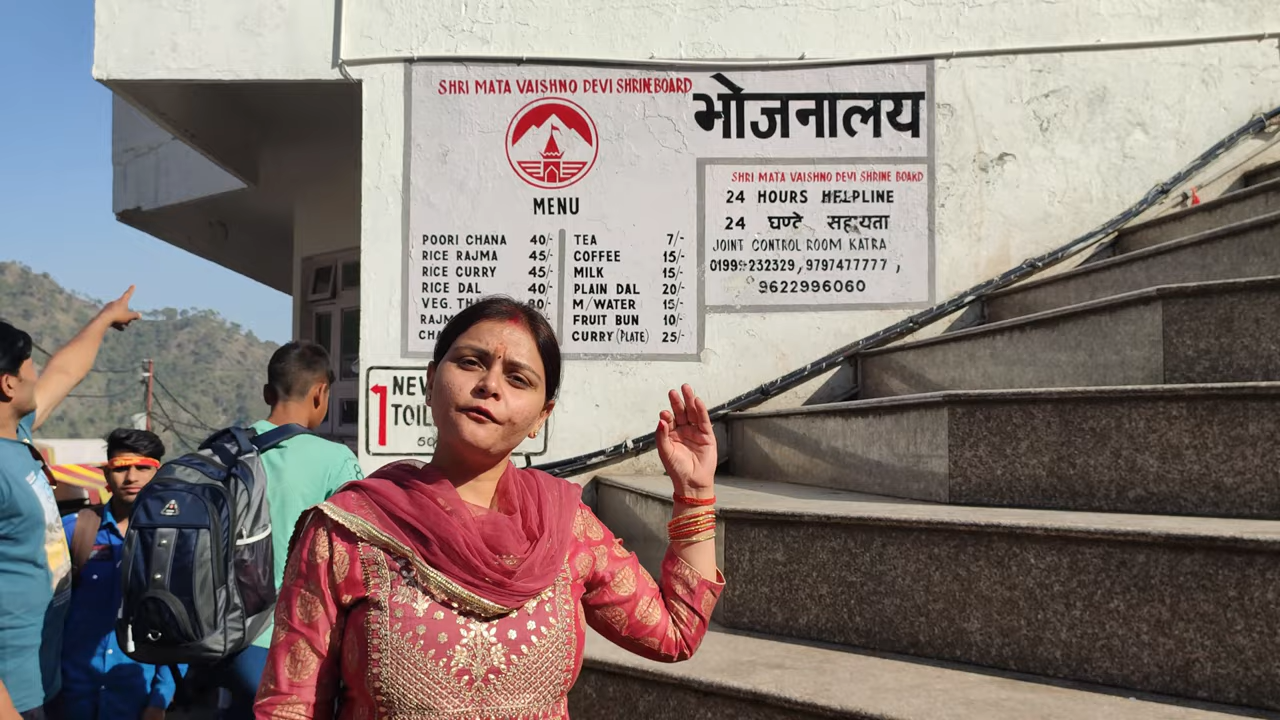 SHRI MATA VAISHNO DEVI SHRINE BOARD
भोजनालय
MENU
POORI CHANA 40/-
RICE RAJMA 45/-
RICE CURRY 45/-
RICE DAL 40/-
VEG.
TEA 7/-
COFFEE 15/-
MILK 15/-
PLAIN DAL 20/-
M/WATER 15/-
FRUIT BUN 10/-
CURRY (PLATE) 25/-
SHRI MATA VAISHNO DEVI SHRINE BOARD
24 HOURS HELPLINE
24 घण्टे सहायता
JOINT CONTROL ROOM KATRA
9797477777 ,
9622996060